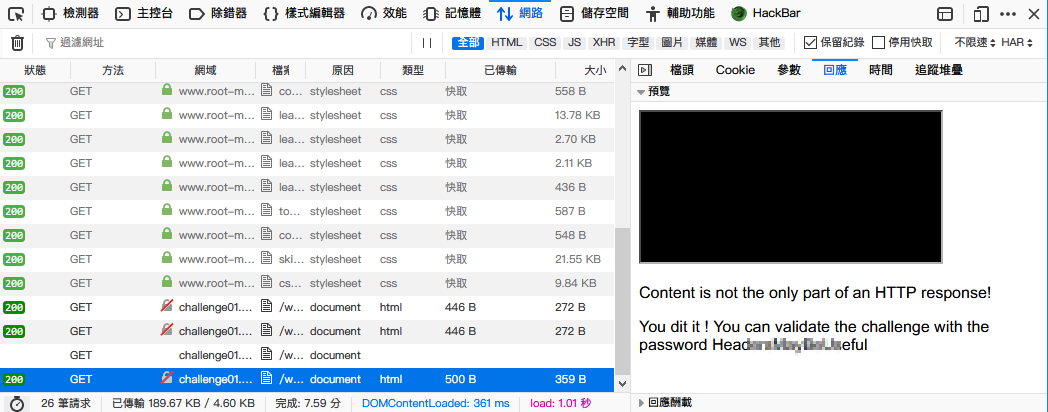 檢測器 主控台 除錯器 樣式編輯器 效能 記憶體 網路 儲存空間 輔助功能 HackBar
過濾網址 全部 HTML CSS JS XHR 字型 圖片 媒體 WS 其他 保留紀錄 停用快取 不限速 HAR
狀態 方法 網域 檔案 原因 類型 已傳輸 大小
檔頭 Cookie 參數 回應 時間 追蹤堆疊
預覽
200 GET www.root-m... co... stylesheet css 快取 558 B
200 GET www.root-m... lea... stylesheet css 快取 13.78 KB
200 GET www.root-m... lea... stylesheet css 快取 2.70 KB
200 GET www.root-m... lea... stylesheet css 快取 2.11 KB
200 GET www.root-m... lea... stylesheet css 快取 436 B
200 GET www.root-m... to... stylesheet css 快取 587 B
200 GET www.root-m... co... stylesheet css 快取 548 B
200 GET www.root-m... ski... stylesheet css 快取 21.55 KB
200 GET www.root-m... cs... stylesheet css 快取 9.84 KB
200 GET challenge01.... /w... document html 446 B 272 B
200 GET challenge01.... /w... document html 446 B 272 B
GET challenge01.... /w... document
200 GET challenge01.... /w... document html 500 B 359 B
Content is not the only part of an HTTP response!
You dit it ! You can validate the challenge with the
password
回應酬載
26 筆請求 已傳輸 189.67 KB / 4.60 KB 完成: 7.59 分 DOMContentLoaded: 361 ms load: 1.01 秒